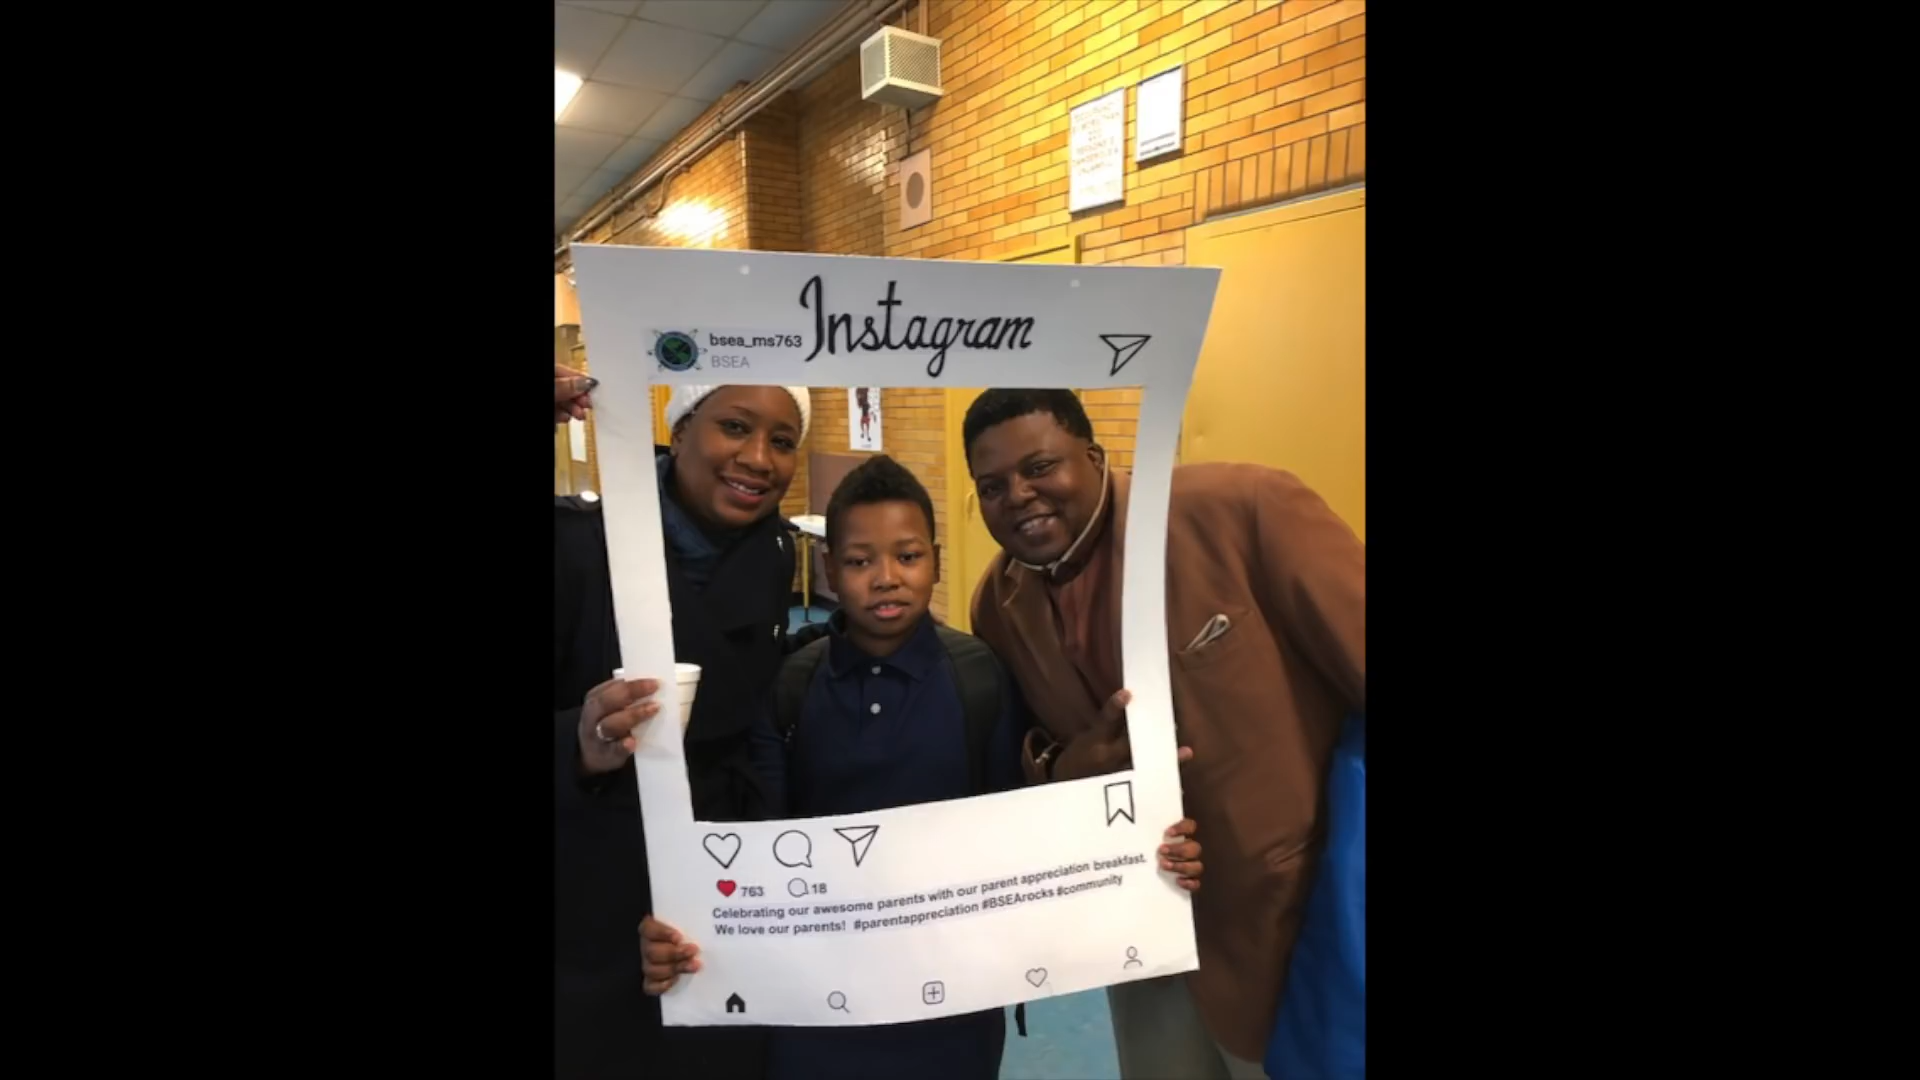 Instagram
bsea_ms763
BSEA
763 18
Celebrating our awesome parents with our parent appreciation breakfast.
We love our parents! #parentappreciation #BSEArocks #community